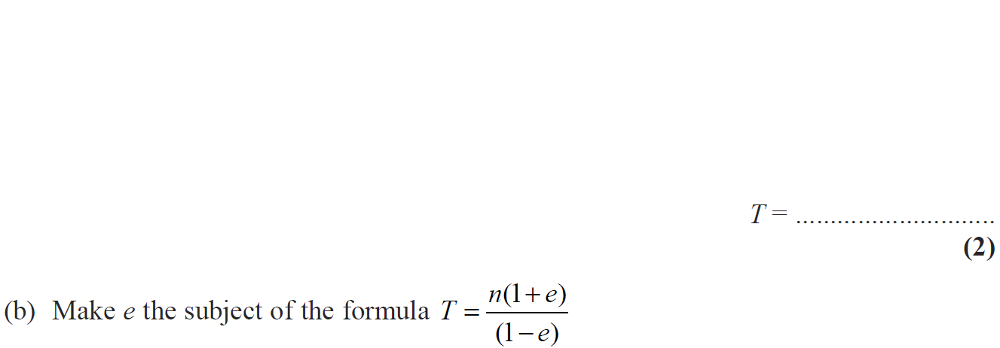 T = ............................
(2)
(b) Make e the subject of the formula T = n(1+e)/(1−e)